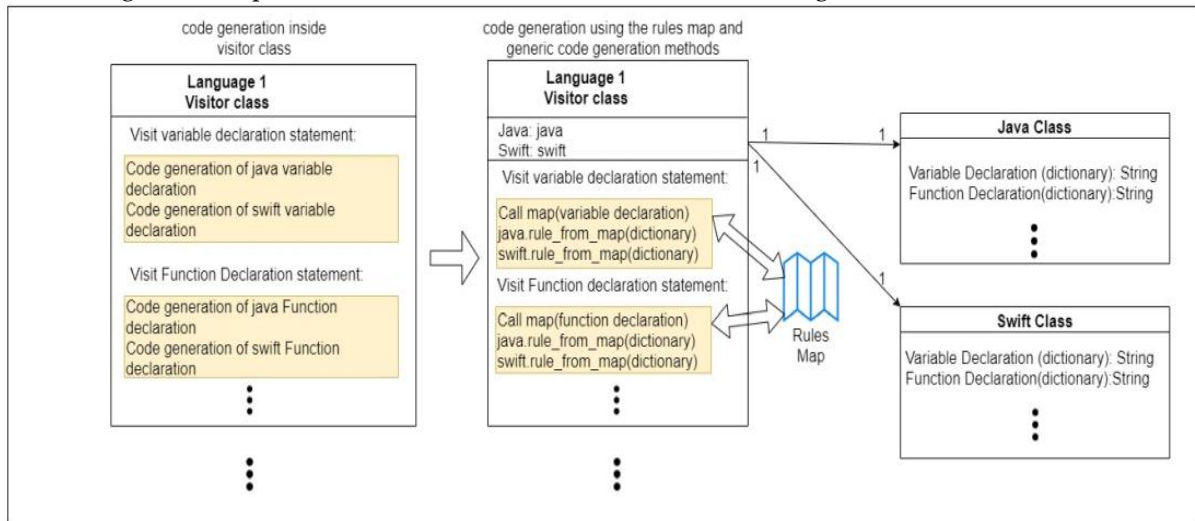 code generation inside
visitor class
Language 1
Visitor class
Visit variable declaration statement:
Code generation of java variable
declaration
Code generation of swift variable
declaration
Visit Function Declaration statement:
Code generation of java Function
declaration
Code generation of swift Function
declaration
code generation using the rules map and
generic code generation methods
Language 1
Visitor class
Java: java
Swift: swift
Visit variable declaration statement:
Call map(variable declaration)
java.rule_from_map(dictionary)
swift.rule_from_map(dictionary)
Visit Function declaration statement:
Call map(function declaration)
java.rule_from_map(dictionary)
swift.rule_from_map(dictionary)
Rules
Map
1
1
1
1
Java Class
Variable Declaration (dictionary): String
Function Declaration(dictionary):String
Swift Class
Variable Declaration (dictionary): String
Function Declaration(dictionary):String